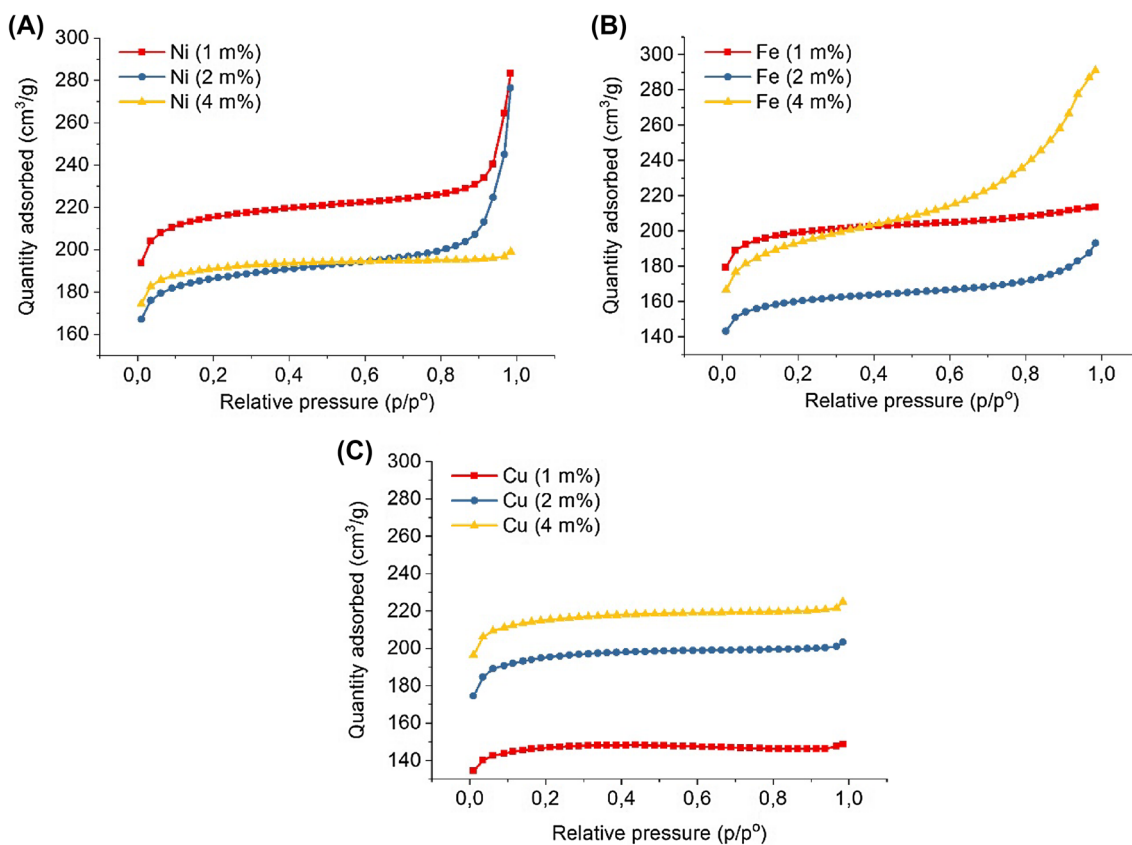 (A)
Ni (1 m%)
Ni (2 m%)
Ni (4 m%)
Quantity adsorbed (cm³/g)
300
280
260
240
220
200
180
160
0,0 0,2 0,4 0,6 0,8 1,0
Relative pressure (p/p⁰)
(B)
Fe (1 m%)
Fe (2 m%)
Fe (4 m%)
Quantity adsorbed (cm³/g)
300
280
260
240
220
200
180
160
140
0,0 0,2 0,4 0,6 0,8 1,0
Relative pressure (p/p⁰)
(C)
Cu (1 m%)
Cu (2 m%)
Cu (4 m%)
Quantity adsorbed (cm³/g)
300
280
260
240
220
200
180
160
140
0,0 0,2 0,4 0,6 0,8 1,0
Relative pressure (p/p⁰)